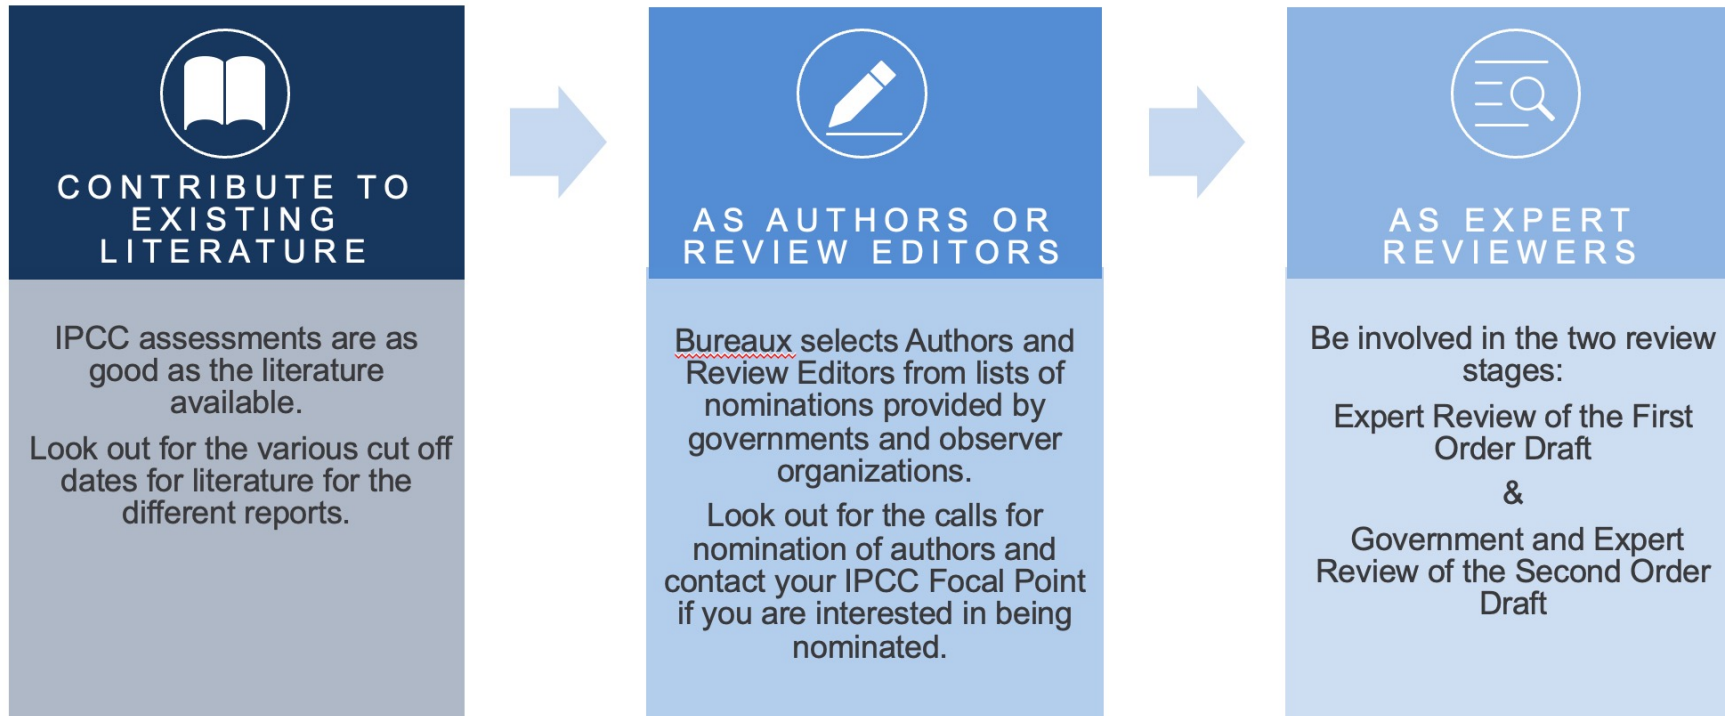 CONTRIBUTE TO
EXISTING
LITERATURE
IPCC assessments are as
good as the literature
available.
Look out for the various cut off
dates for literature for the
different reports.
AS AUTHORS OR
REVIEW EDITORS
Bureaux selects Authors and
Review Editors from lists of
nominations provided by
governments and observer
organizations.
Look out for the calls for
nomination of authors and
contact your IPCC Focal Point
if you are interested in being
nominated.
AS EXPERT
REVIEWERS
Be involved in the two review
stages:
Expert Review of the First
Order Draft
&
Government and Expert
Review of the Second Order
Draft